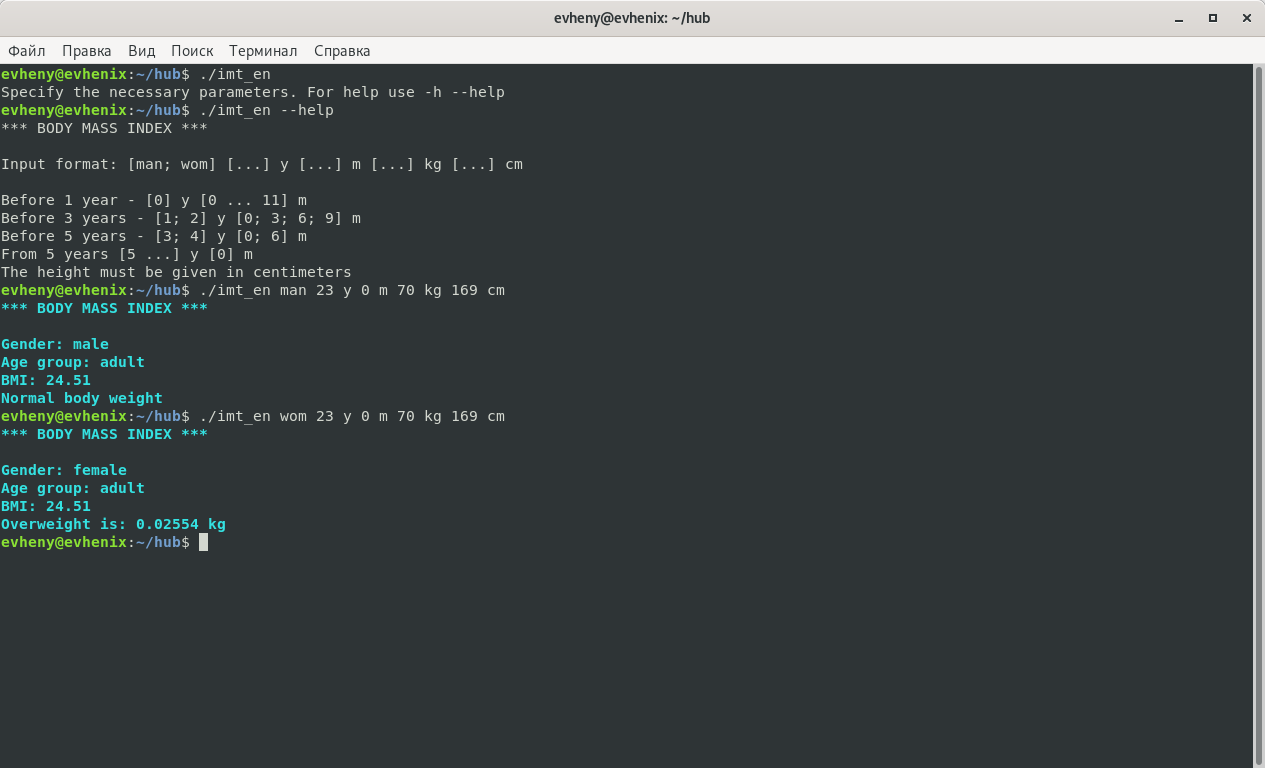 evheny@evhenix: ~/hub
Файл Правка Вид Поиск Терминал Справка
evheny@evhenix:~/hub$ ./imt_en
Specify the necessary parameters. For help use -h --help
evheny@evhenix:~/hub$ ./imt_en --help
*** BODY MASS INDEX ***
Input format: [man; wom] [...] y [...] m [...] kg [...] cm
Before 1 year - [0] y [0 ... 11] m
Before 3 years - [1; 2] y [0; 3; 6; 9] m
Before 5 years - [3; 4] y [0; 6] m
From 5 years [5 ...] y [0] m
The height must be given in centimeters
evheny@evhenix:~/hub$ ./imt_en man 23 y 0 m 70 kg 169 cm
*** BODY MASS INDEX ***
Gender: male
Age group: adult
BMI: 24.51
Normal body weight
evheny@evhenix:~/hub$ ./imt_en wom 23 y 0 m 70 kg 169 cm
*** BODY MASS INDEX ***
Gender: female
Age group: adult
BMI: 24.51
Overweight is: 0.02554 kg
evheny@evhenix:~/hub$